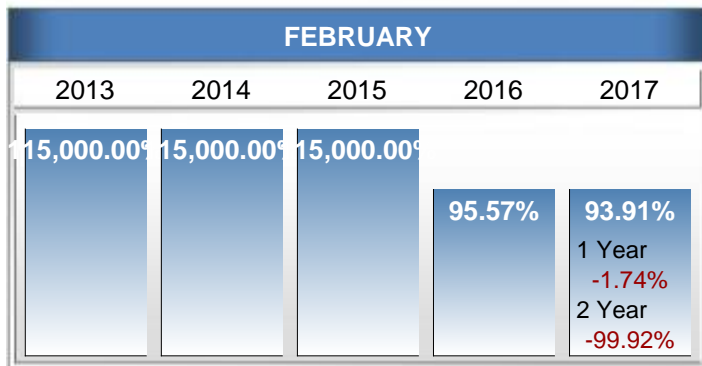 FEBRUARY
2013 2014 2015 2016 2017
115,000.00% 15,000.00% 15,000.00% 95.57% 93.91%
1 Year
-1.74%
2 Year
-99.92%